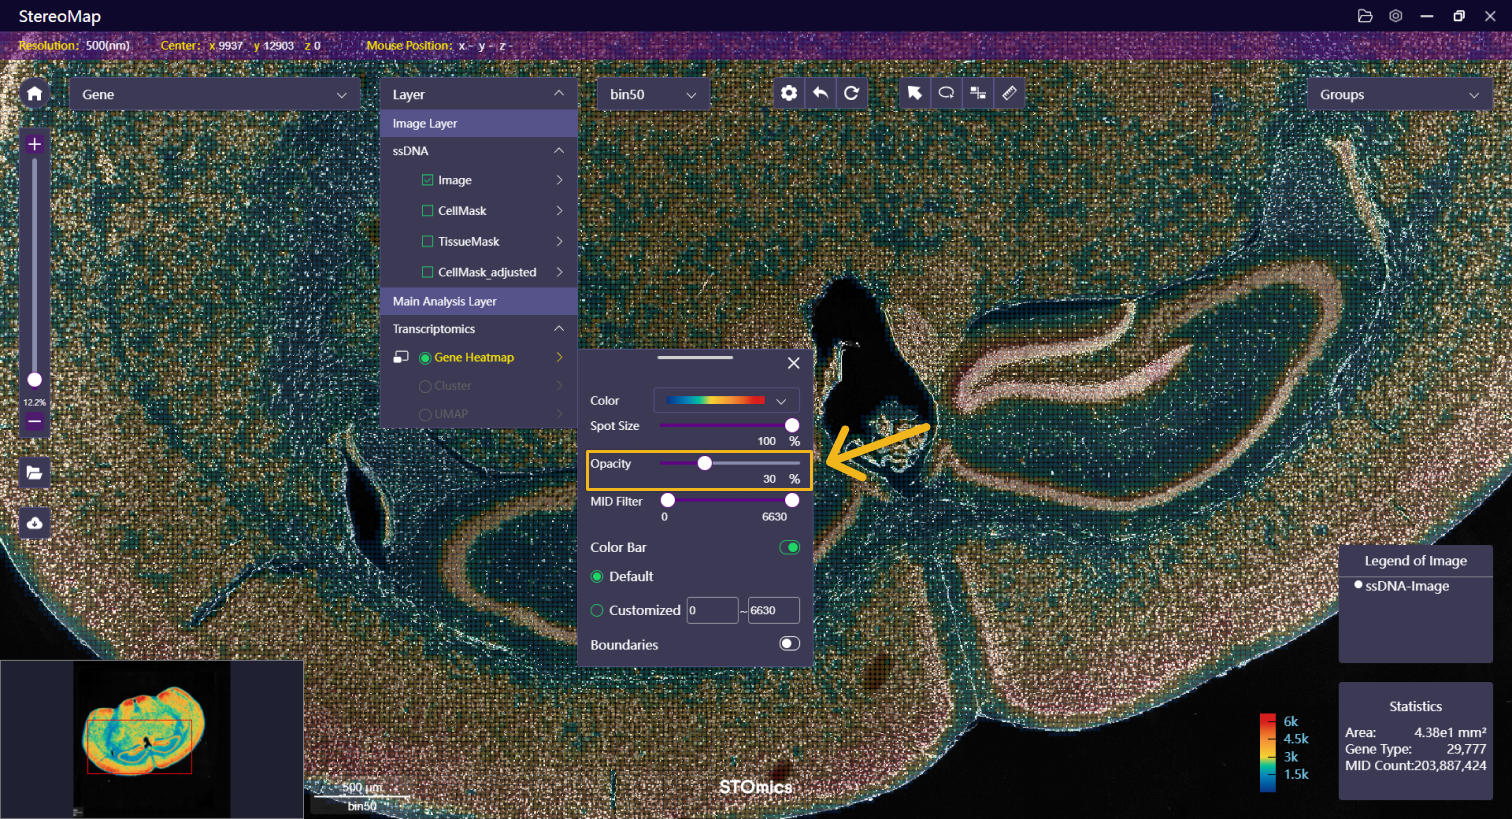 StereoMap
Resolution: 500(nm) Center: x 9937 y 12903 z 0 Mouse Position: x - y - z -
Gene
Layer
bin50
Groups
Image Layer
ssDNA
Image
CellMask
TissueMask
CellMask_adjusted
Main Analysis Layer
Transcriptomics
Gene Heatmap
Cluster
UMAP
12.2%
Color
Spot Size
100 %
Opacity
30 %
MID Filter
0 6630
Color Bar
Default
Customized 0 ~ 6630
Boundaries
Legend of Image
ssDNA-Image
Statistics
Area: 4.38e1 mm²
Gene Type: 29,777
MID Count:203,887,424
6k
4.5k
3k
1.5k
500 μm
bin50
STOmics